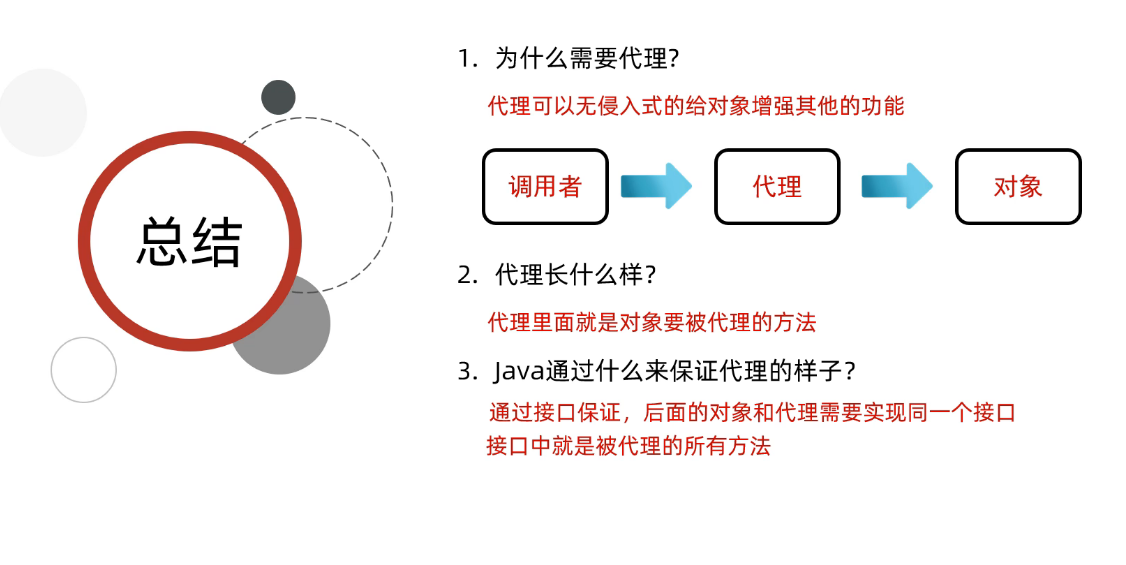 总结
1. 为什么需要代理？
代理可以无侵入式的给对象增强其他的功能
调用者
代理
对象
2. 代理长什么样？
代理里面就是对象要被代理的方法
3. Java通过什么来保证代理的样子？
通过接口保证，后面的对象和代理需要实现同一个接口
接口中就是被代理的所有方法